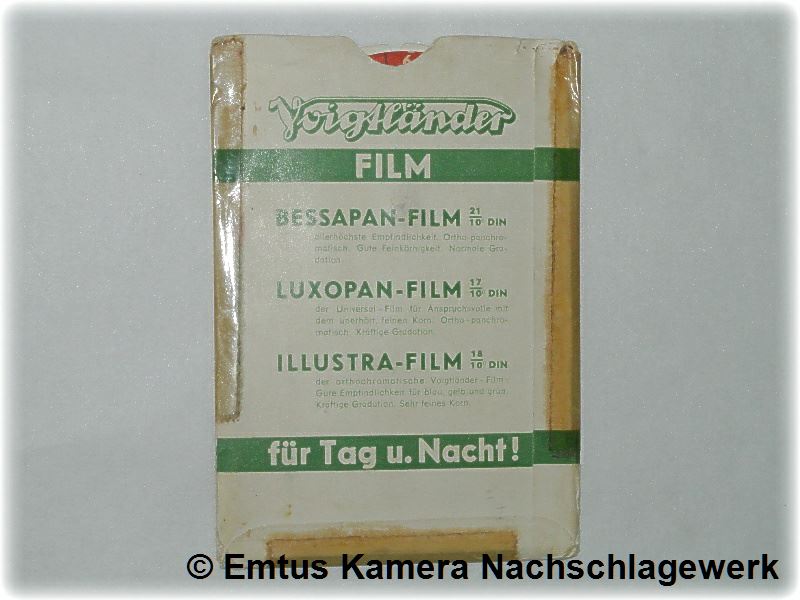 Voigtländer
FILM
BESSAPAN-FILM 21/10 DIN
allerhöchste Empfindlichkeit. Ortho-panchro-
matisch. Gute Feinkörnigkeit. Normale Gra-
dation.
LUXOPAN-FILM 17/10 DIN
der Universal-Film für Anspruchsvolle mit
dem unerhört feinen Korn. Ortho-panchro-
matisch. Kräftige Gradation.
ILLUSTRA-FILM 18/10 DIN
der orthochromatische Voigtländer-Film.
Gute Empfindlichkeit für blau, gelb und grün.
Kräftige Gradation. Sehr feines Korn.
für Tag u. Nacht!
© Emtus Kamera Nachschlagewerk